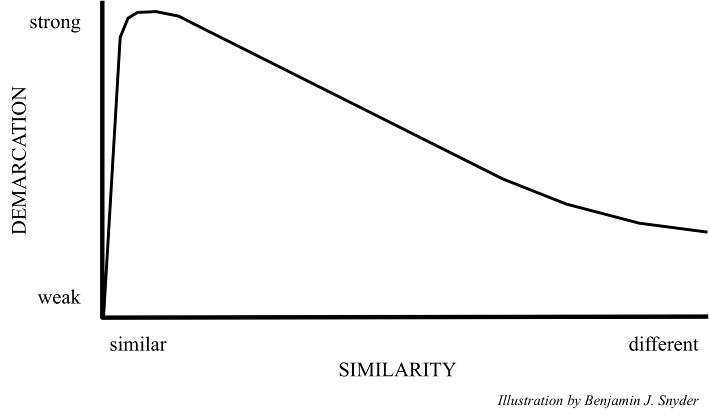 strong
DEMARCATION
weak
similar
different
SIMILARITY
Illustration by Benjamin J. Snyder